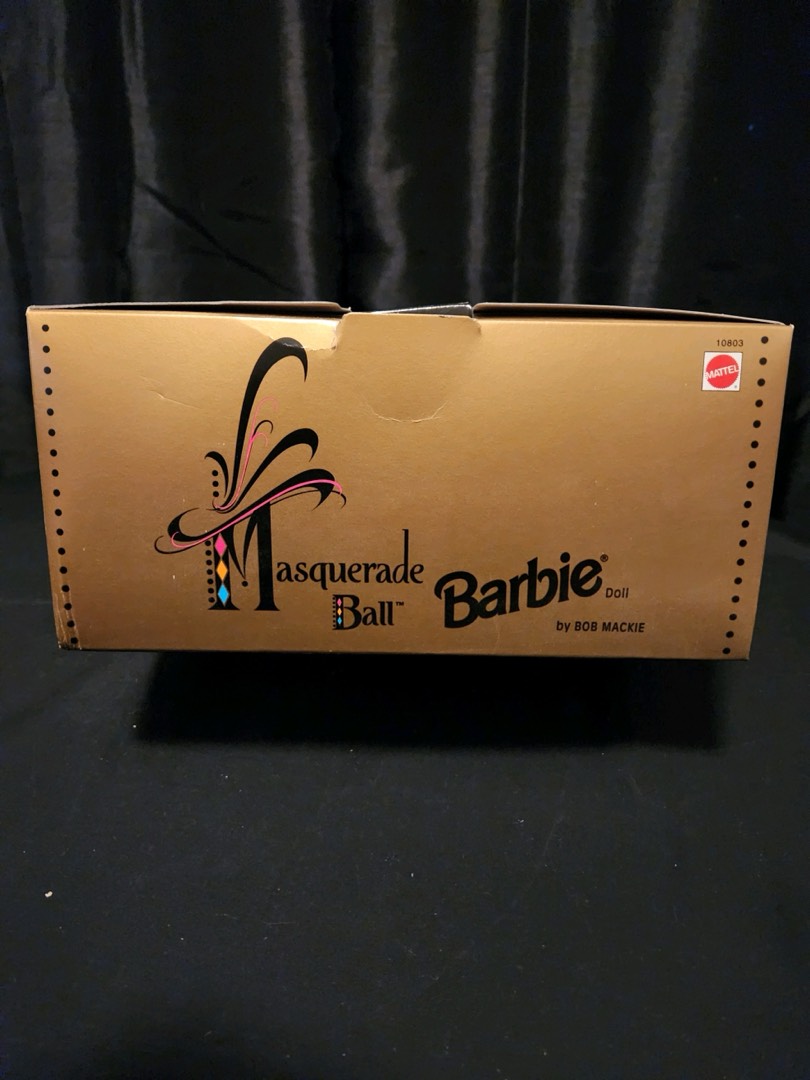 10803
MATTEL
Masquerade
Ball™
Barbie® Doll
by BOB MACKIE